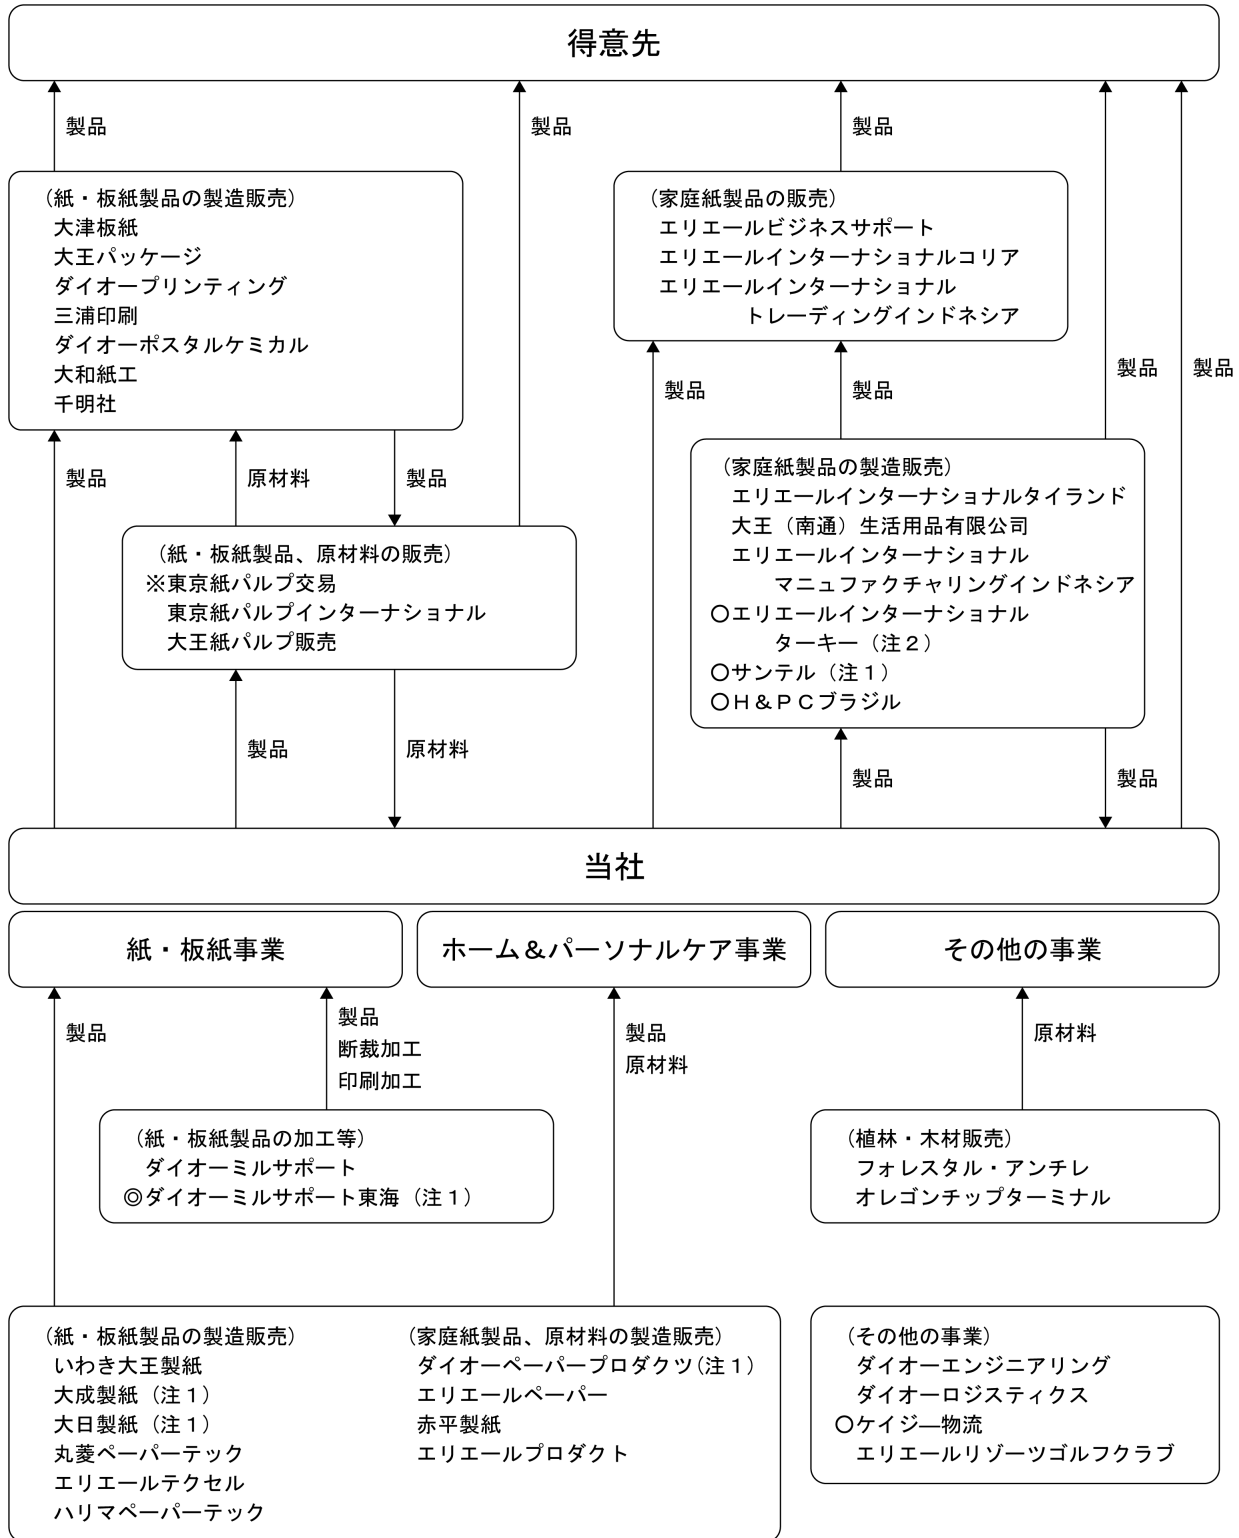 得意先
製品
製品
製品
（紙・板紙製品の製造販売）
大津板紙
大王パッケージ
ダイオープリンティング
三浦印刷
ダイオーポスタルケミカル
大和紙工
千明社
（家庭紙製品の販売）
エリエールビジネスサポート
エリエールインターナショナルコリア
エリエールインターナショナル
トレーディングインドネシア
製品
製品
製品
製品
製品
原材料
製品
（家庭紙製品の製造販売）
エリエールインターナショナルタイランド
大王（南通）生活用品有限公司
エリエールインターナショナル
マニュファクチャリングインドネシア
○エリエールインターナショナル
ターキー（注２）
○サンテル（注１）
○Ｈ＆ＰＣブラジル
（紙・板紙製品、原材料の販売）
※東京紙パルプ交易
東京紙パルプインターナショナル
大王紙パルプ販売
製品
原材料
製品
製品
当社
紙・板紙事業
ホーム＆パーソナルケア事業
その他の事業
製品
製品
断裁加工
印刷加工
製品
原材料
原材料
（紙・板紙製品の加工等）
ダイオーミルサポート
◎ダイオーミルサポート東海（注１）
（植林・木材販売）
フォレスタル・アンチレ
オレゴンチップターミナル
（紙・板紙製品の製造販売）
いわき大王製紙
大成製紙（注１）
大日製紙（注１）
丸菱ペーパーテック
エリエールテクセル
ハリマペーパーテック
（家庭紙製品、原材料の製造販売）
ダイオーペーパープロダクツ（注１）
エリエールペーパー
赤平製紙
エリエールプロダクト
（その他の事業）
ダイオーエンジニアリング
ダイオーロジスティクス
○ケイジ―物流
エリエールリゾーツゴルフクラブ